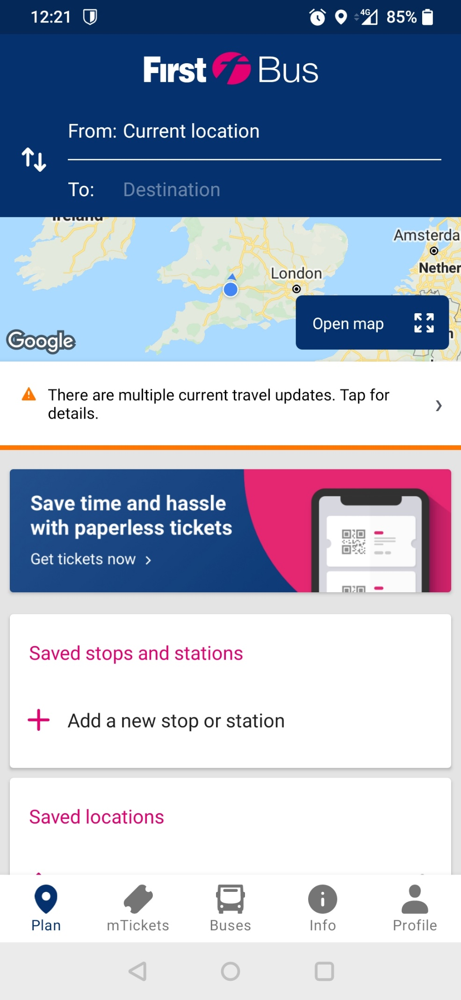 12:21
4G 85%
First Bus
From: Current location
To: Destination
Ireland
Amsterda
Nether
London
Open map
Google
There are multiple current travel updates. Tap for
details.
Save time and hassle
with paperless tickets
Get tickets now
Saved stops and stations
Add a new stop or station
Saved locations
Plan mTickets Buses Info Profile